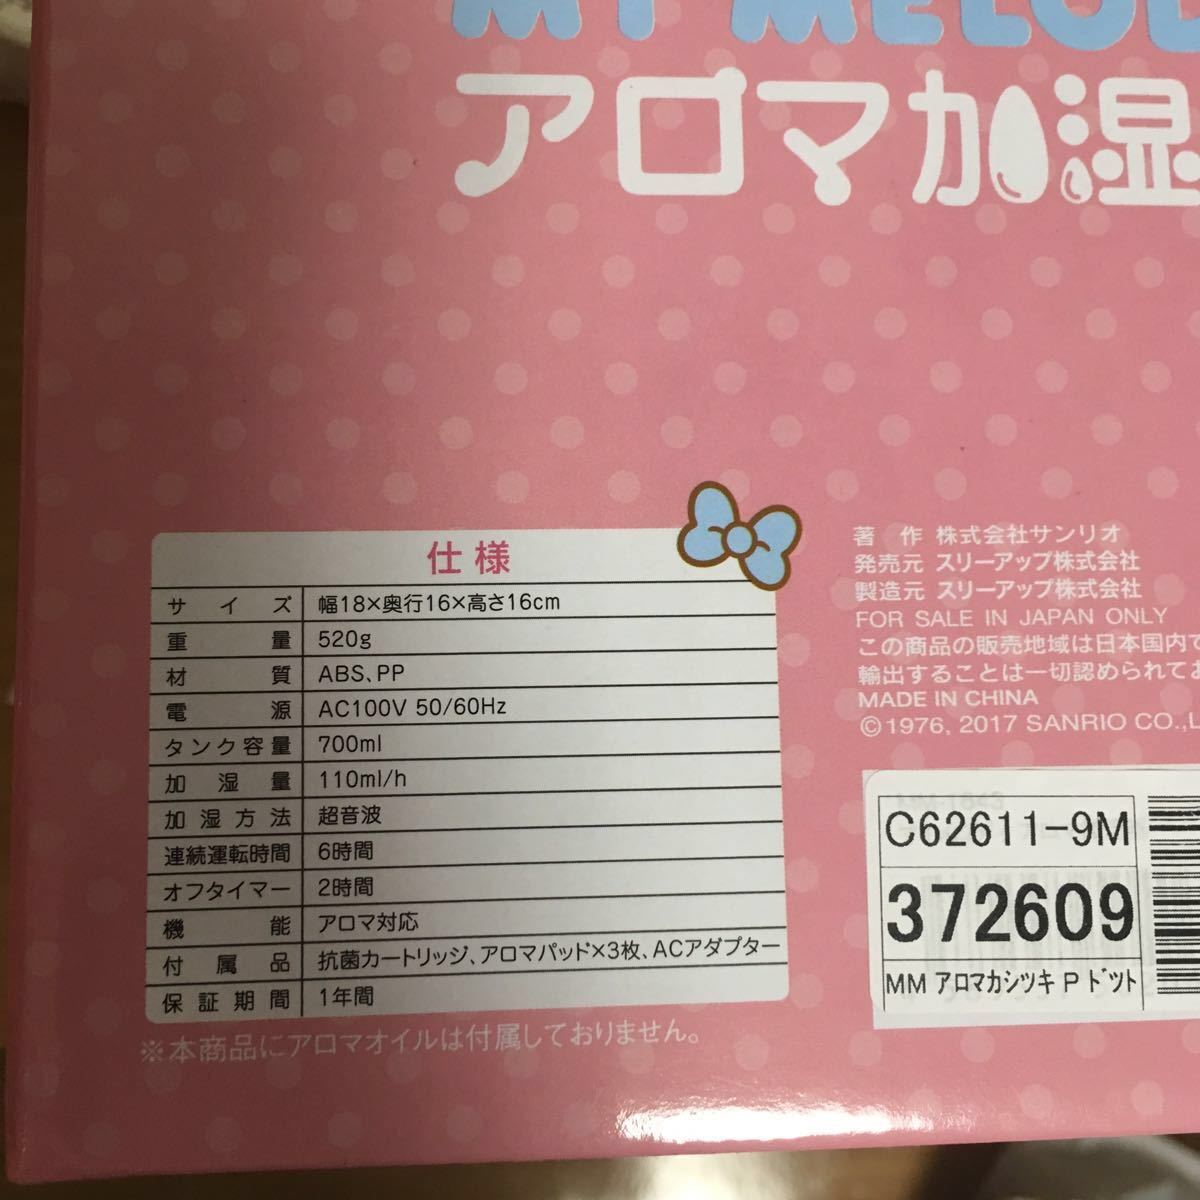 MY MELOD
アロマ加湿
仕様
サイズ 幅18×奥行16×高さ16cm
重量 520g
材質 ABS、PP
電源 AC100V 50/60Hz
タンク容量 700ml
加湿量 110ml/h
加湿方法 超音波
連続運転時間 6時間
オフタイマー 2時間
機能 アロマ対応
付属品 抗菌カートリッジ、アロマパッド×3枚、ACアダプター
保証期間 1年間
※本商品にアロマオイルは付属しておりません。
著作 株式会社サンリオ
発売元 スリーアップ株式会社
製造元 スリーアップ株式会社
FOR SALE IN JAPAN ONLY
この商品の販売地域は日本国内で
輸出することは一切認められてお
MADE IN CHINA
©1976, 2017 SANRIO CO.,L
C62611-9M
372609
MM アロマカシツキ P ドット